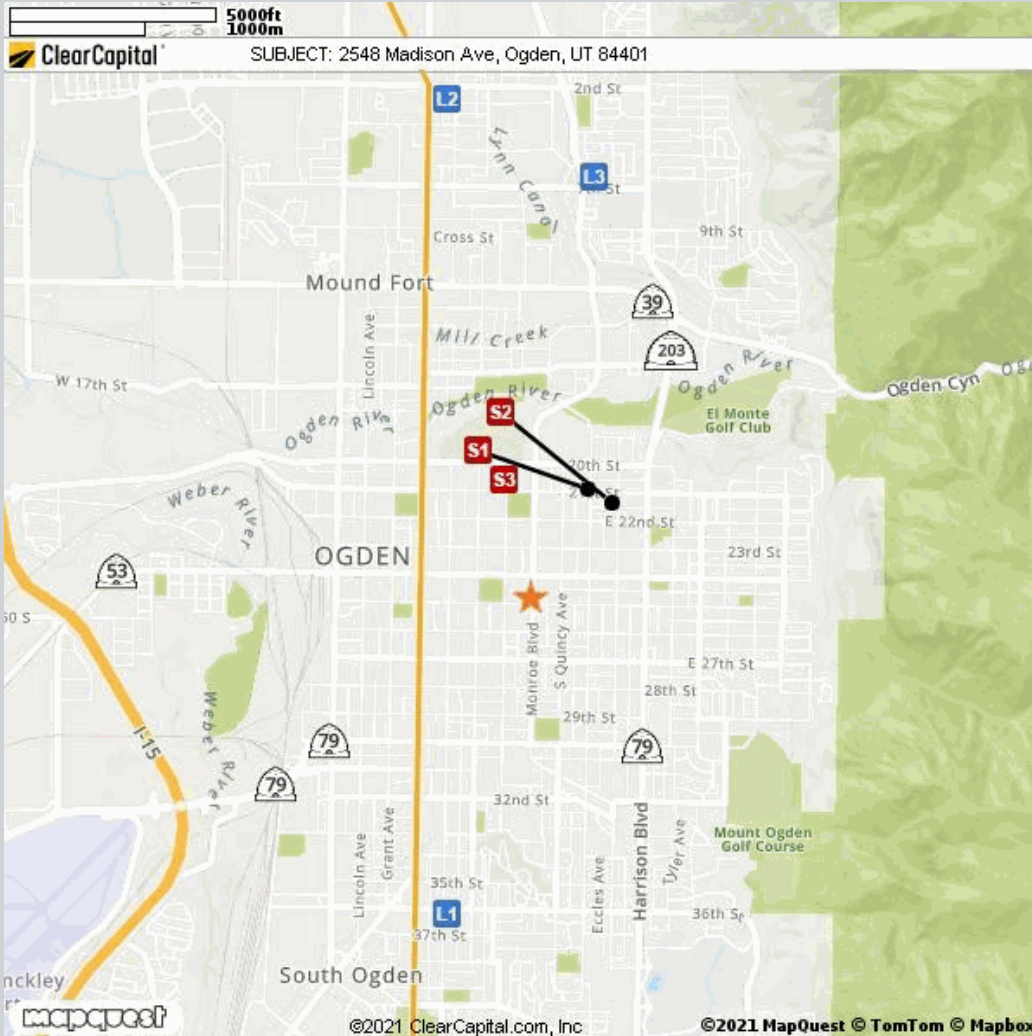 5000ft
1000m
ClearCapital
SUBJECT: 2548 Madison Ave, Ogden, UT 84401
2nd St
L2
Lynn Canal
L3
Cross St
9th St
Mound Fort
39
Lincoln Ave
Mill Creek
203
W 17th St
Ogden River
Ogden Cyn
Ogden River
S2
Ogden River
El Monte
Golf Club
S1
20th St
S3
Weber River
E 22nd St
OGDEN
23rd St
53
S Quincy Ave
Monroe Blvd
E 27th St
28th St
29th St
Weber River
I-15
79
79
79
32nd St
Harrison Blvd
Mount Ogden
Golf Course
Grant Ave
Tyler Ave
Lincoln Ave
Eccles Ave
35th St
L1
36th St
37th St
South Ogden
mapquest
©2021 ClearCapital.com, Inc
©2021 MapQuest © TomTom © Mapbox